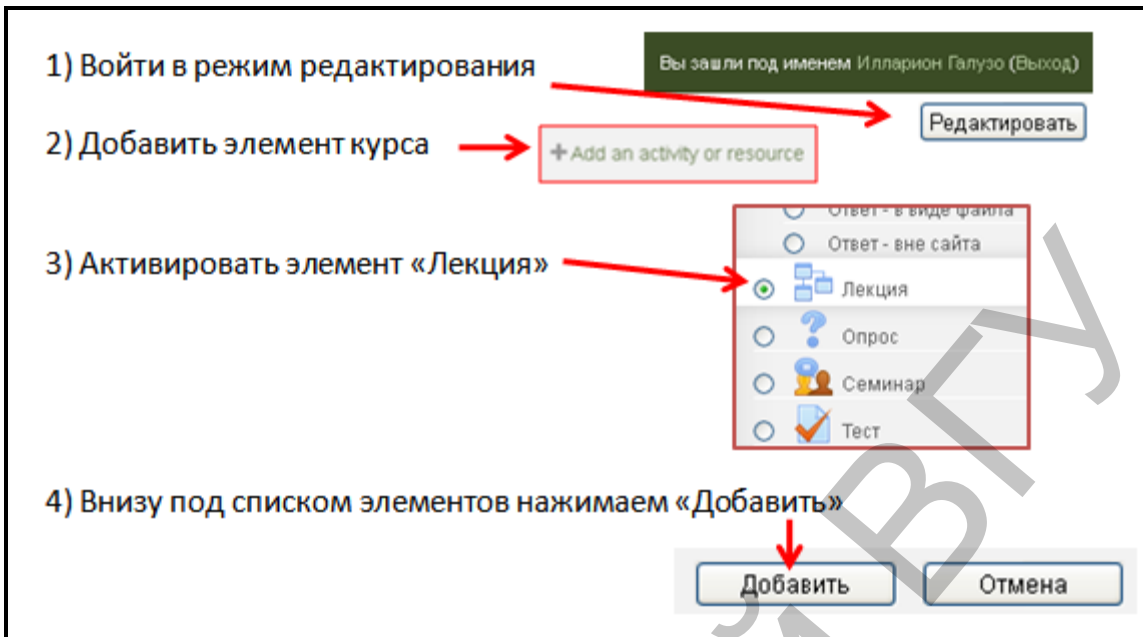 1) Войти в режим редактирования
Вы зашли под именем Илларион Галузо (Выход)
Редактировать
2) Добавить элемент курса
+Add an activity or resource
3) Активировать элемент «Лекция»
Ответ - в виде файла
Ответ - вне сайта
Лекция
Опрос
Семинар
Тест
4) Внизу под списком элементов нажимаем «Добавить»
Добавить
Отмена
ВГУ